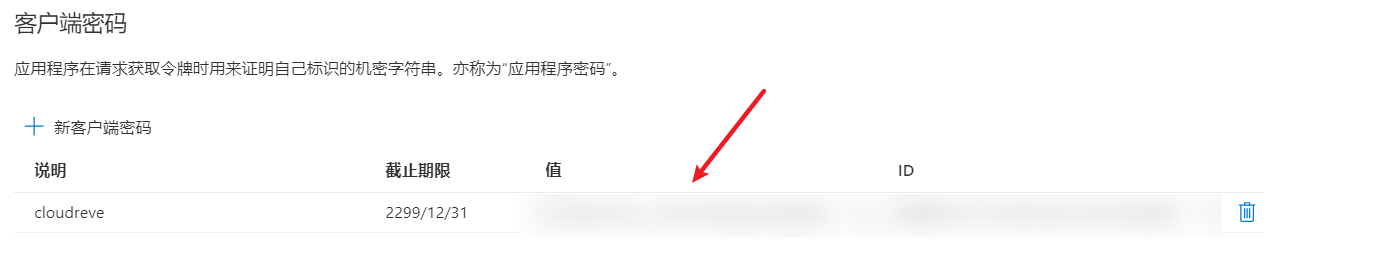 客户端密码
应用程序在请求获取令牌时用来证明自己标识的机密字符串。亦称为“应用程序密码”。
新客户端密码
说明 截止期限 值 ID
cloudreve 2299/12/31